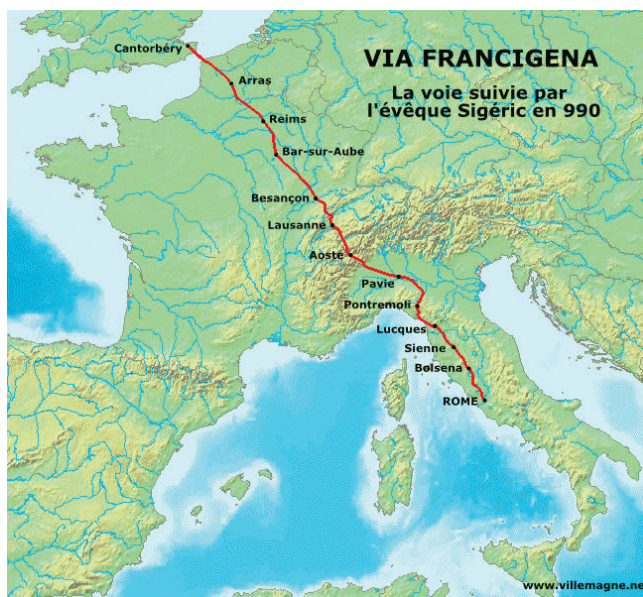 VIA FRANCIGENA
La voie suivie par
l'évêque Sigéric en 990
Cantorbéry
Arras
Reims
Bar-sur-Aube
Besançon
Lausanne
Aoste
Pavie
Pontremoli
Lucques
Sienne
Bolsena
ROME
www.villemagne.ne